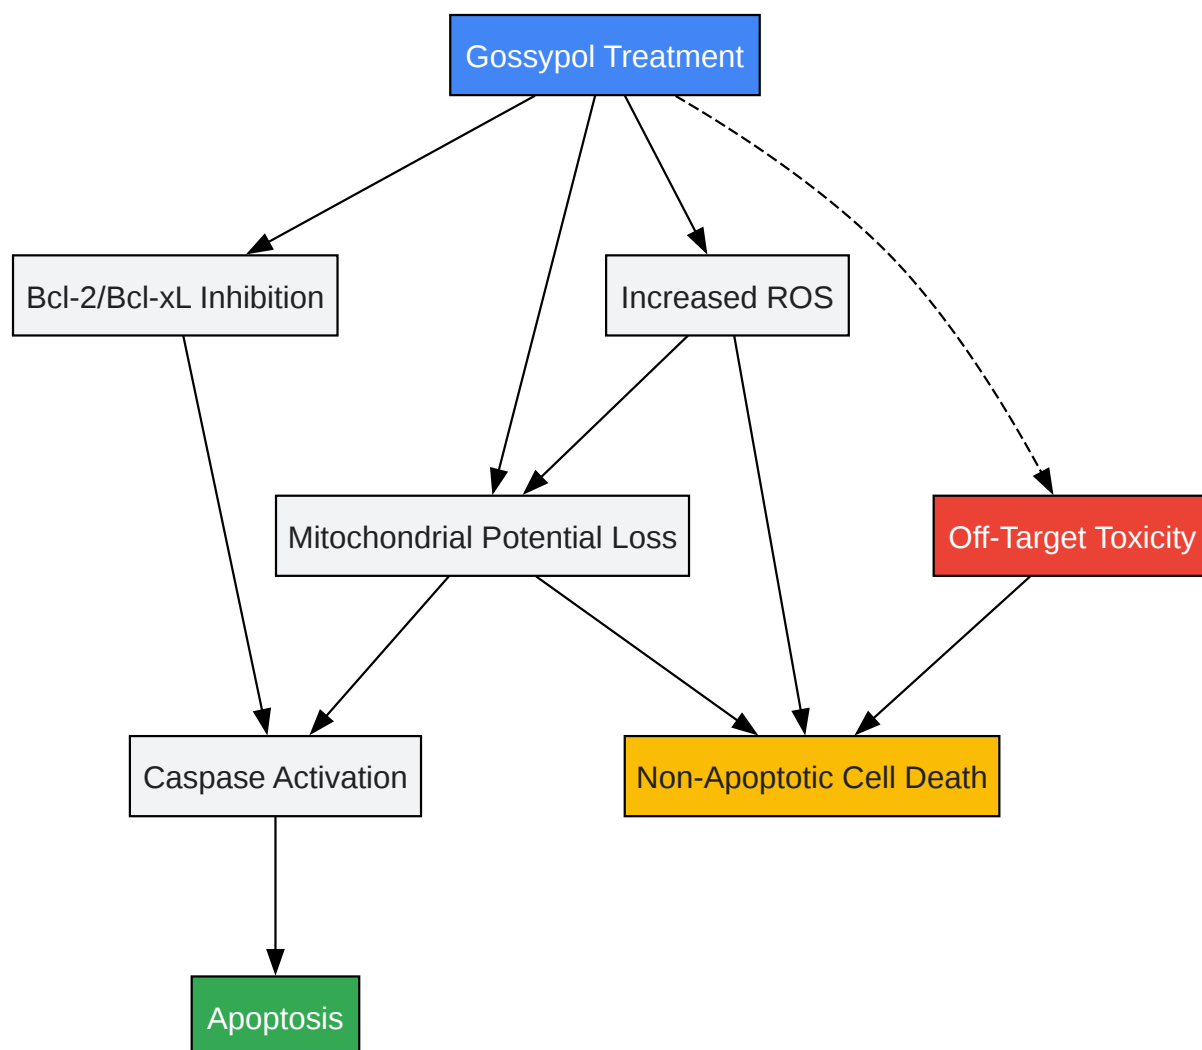 Gossypol Treatment
Bcl-2/Bcl-xL Inhibition
Increased ROS
Mitochondrial Potential Loss
Off-Target Toxicity
Caspase Activation
Non-Apoptotic Cell Death
Apoptosis